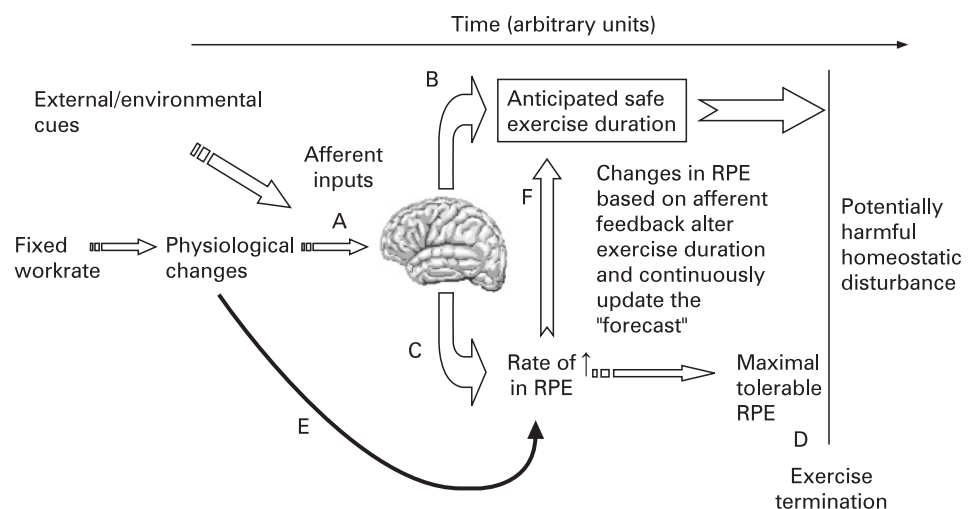 Time (arbitrary units)
External/environmental
cues
Afferent
inputs
A
Fixed
workrate
Physiological
changes
B
Anticipated safe
exercise duration
F
Changes in RPE
based on afferent
feedback alter
exercise duration
and continuously
update the
"forecast"
Potentially
harmful
homeostatic
disturbance
C
Rate of ↑
in RPE
Maximal
tolerable
RPE
E
D
Exercise
termination